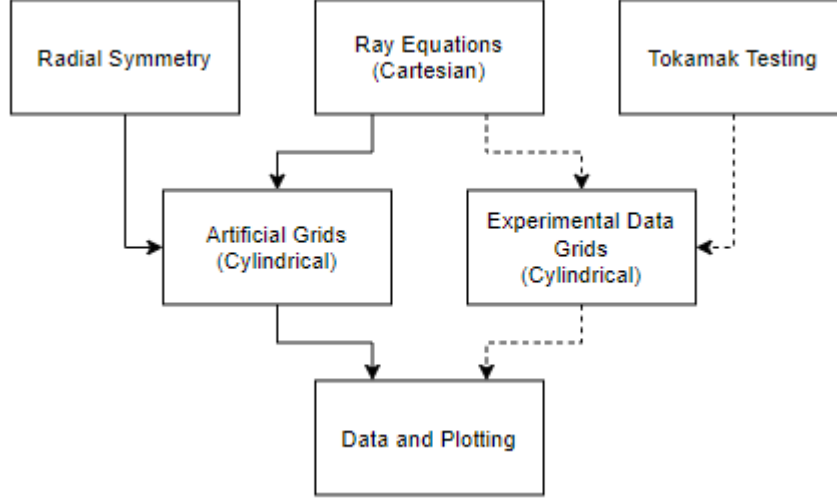 Radial Symmetry
Ray Equations
(Cartesian)
Tokamak Testing
Artificial Grids
(Cylindrical)
Experimental Data
Grids
(Cylindrical)
Data and Plotting